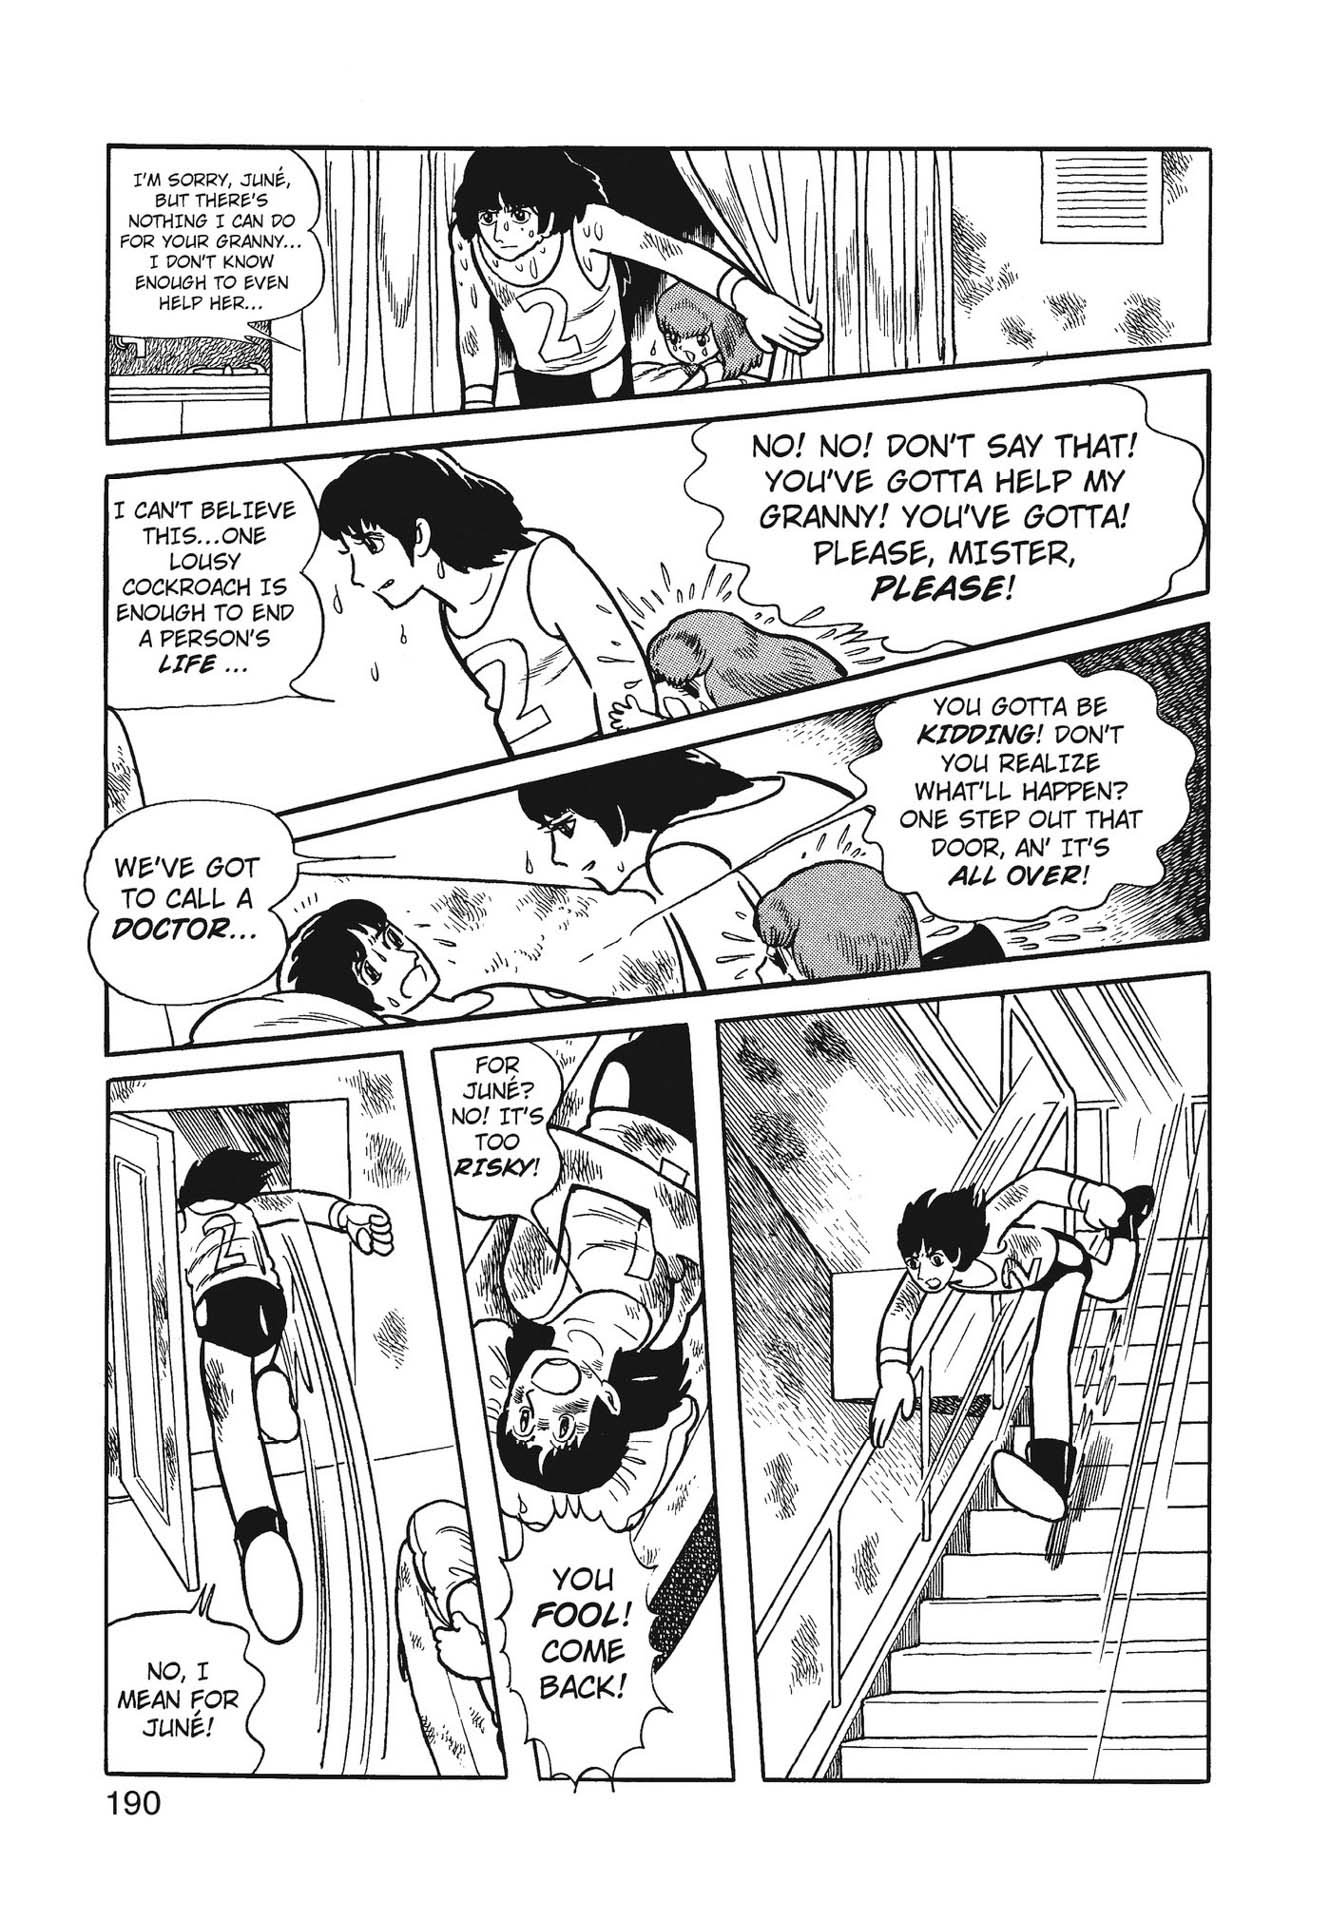 I'M SORRY, JUNÉ,
BUT THERE'S
NOTHING I CAN DO
FOR YOUR GRANNY...
I DON'T KNOW
ENOUGH TO EVEN
HELP HER...
2
NO! NO! DON'T SAY THAT!
YOU'VE GOTTA HELP MY
GRANNY! YOU'VE GOTTA!
PLEASE, MISTER,
PLEASE!
I CAN'T BELIEVE
THIS...ONE
LOUSY
COCKROACH IS
ENOUGH TO END
A PERSON'S
LIFE ...
2
YOU GOTTA BE
KIDDING! DON'T
YOU REALIZE
WHAT'LL HAPPEN?
ONE STEP OUT THAT
DOOR, AN' IT'S
ALL OVER!
WE'VE GOT
TO CALL A
DOCTOR...
2
NO, I
MEAN FOR
JUNÉ!
FOR
JUNÉ?
NO! IT'S
TOO
RISKY!
YOU
FOOL!
COME
BACK!
2
190